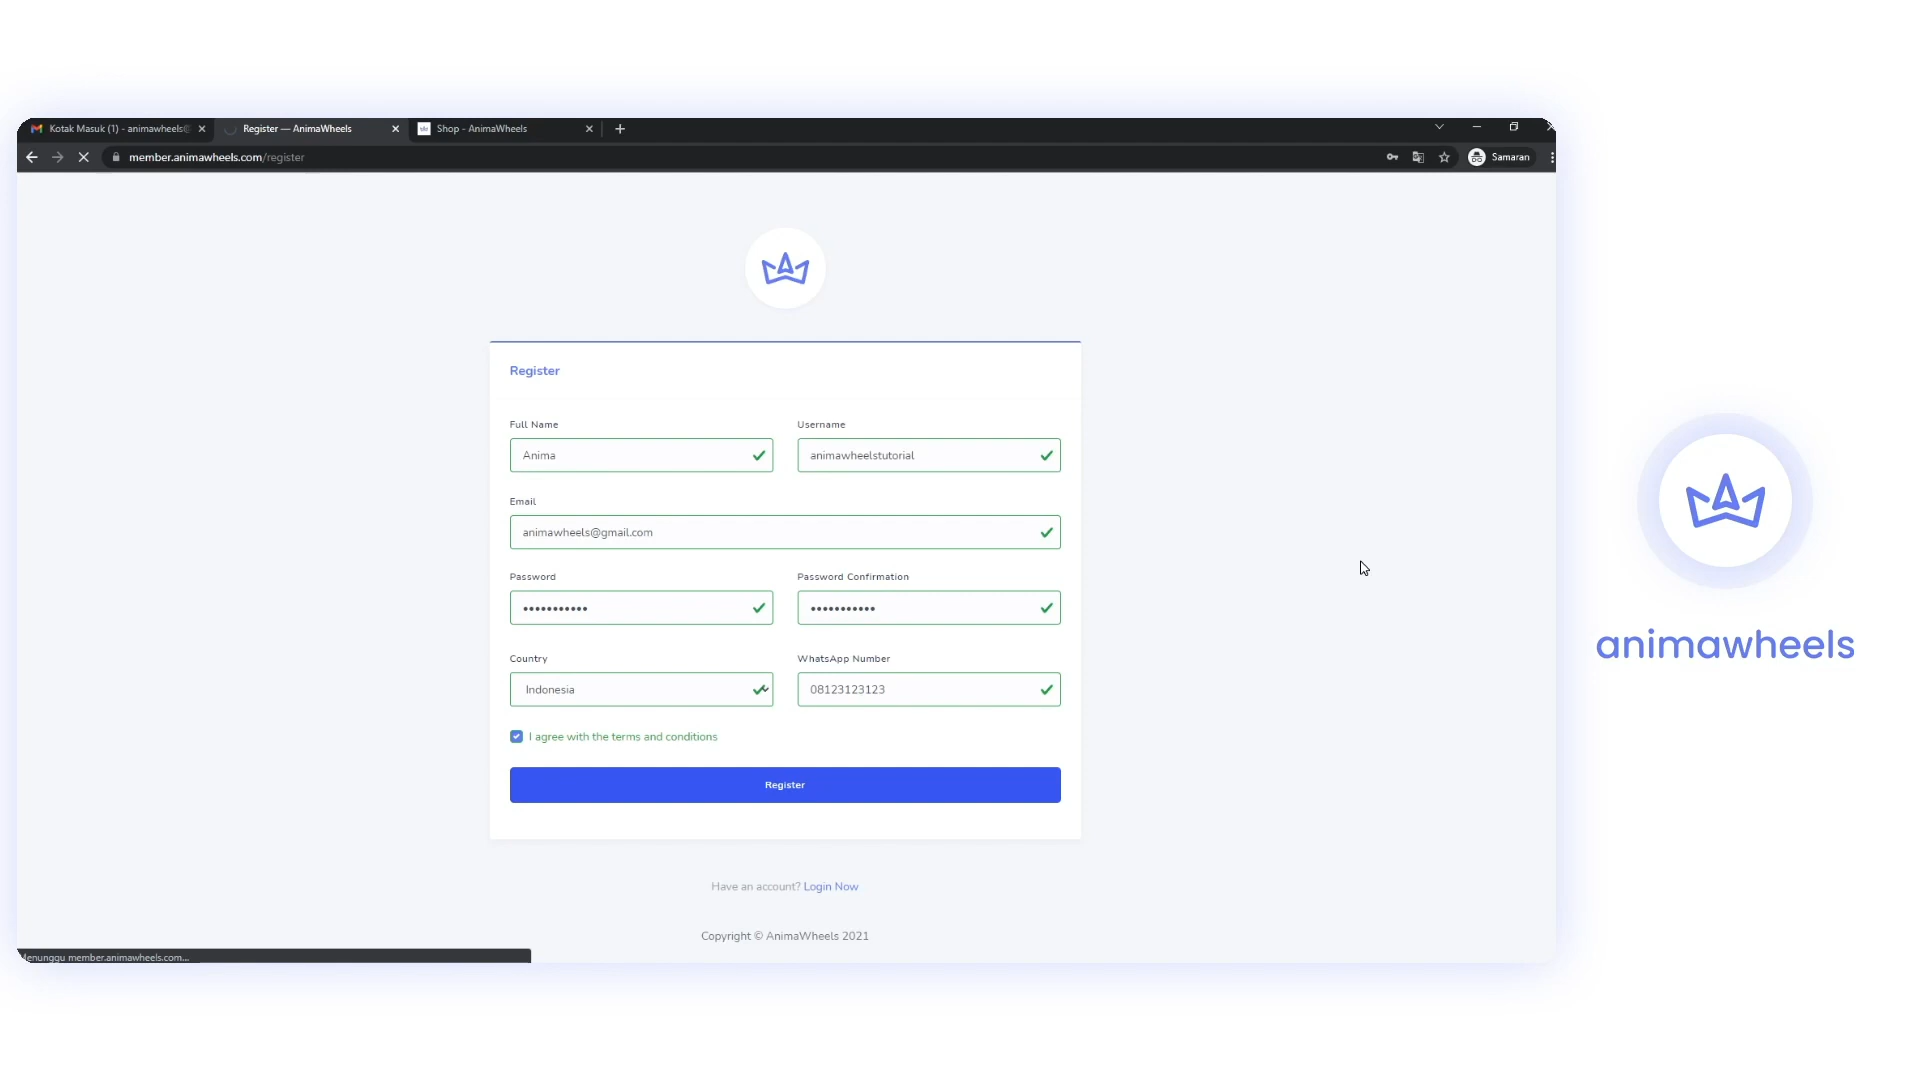 Kotak Masuk (1) - animawheels@
Register — AnimaWheels
Shop - AnimaWheels
member.animawheels.com/register
Samaran
Register
Full Name
Username
Anima
animawheelstutorial
Email
animawheels@gmail.com
Password
Password Confirmation
•••••••••••
•••••••••••
Country
WhatsApp Number
Indonesia
08123123123
I agree with the terms and conditions
Register
Have an account? Login Now
Copyright © AnimaWheels 2021
Menunggu member.animawheels.com...
animawheels